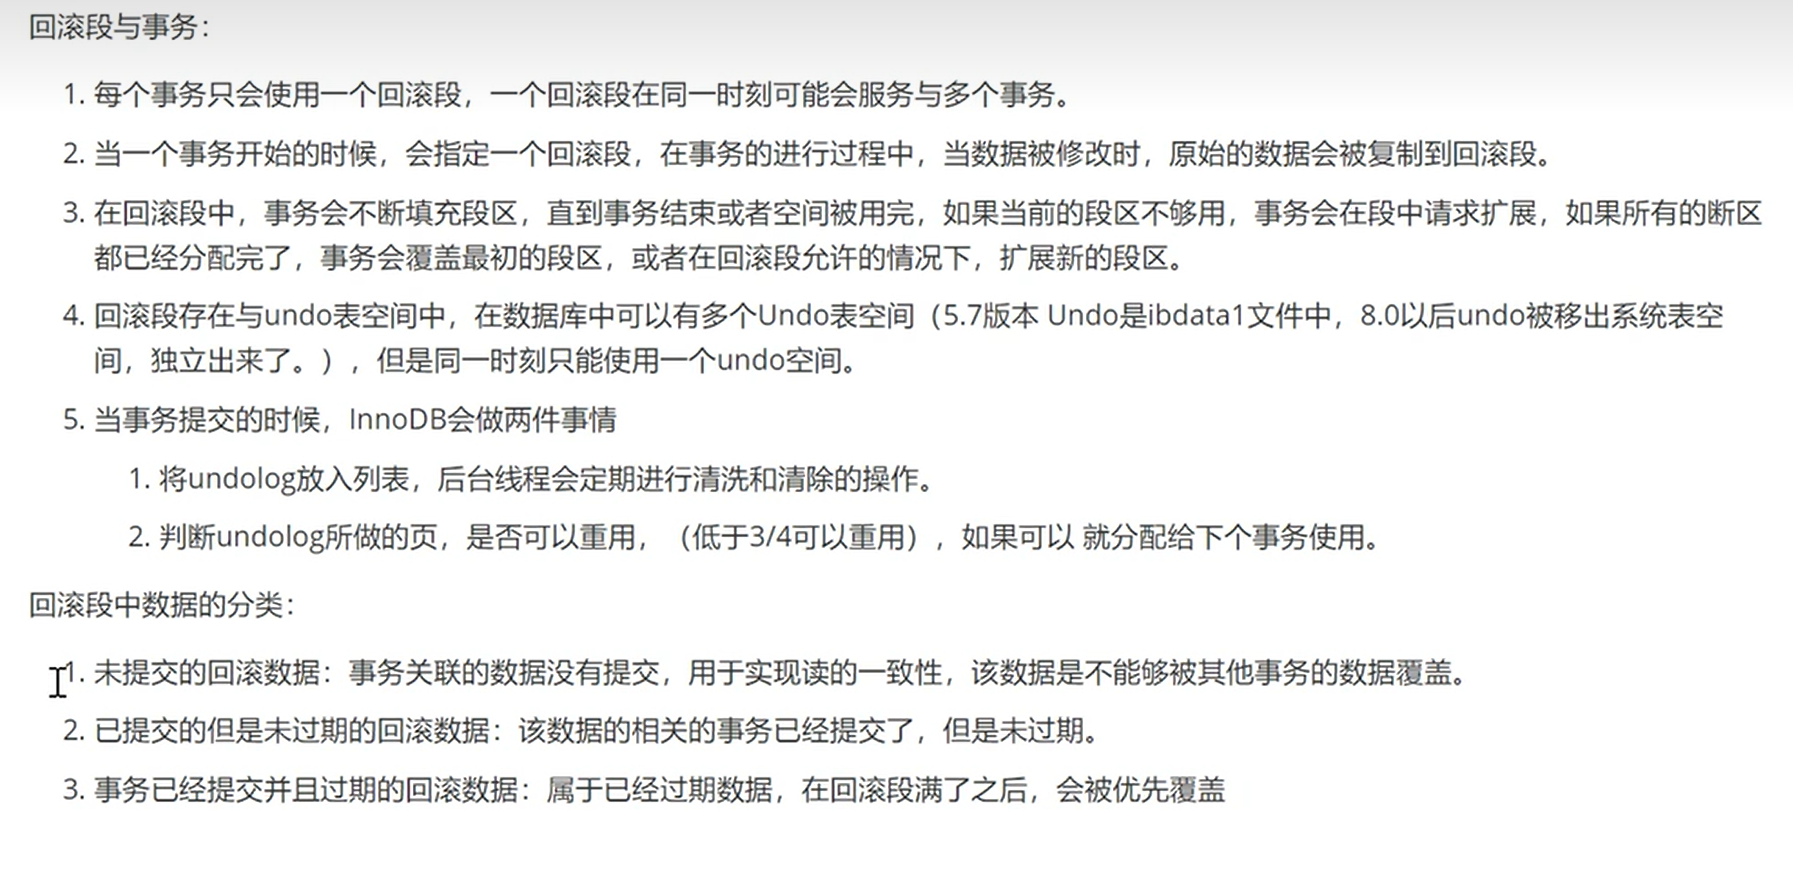 回滚段与事务：
1. 每个事务只会使用一个回滚段，一个回滚段在同一时刻可能会服务与多个事务。
2. 当一个事务开始的时候，会指定一个回滚段，在事务的进行过程中，当数据被修改时，原始的数据会被复制到回滚段。
3. 在回滚段中，事务会不断填充段区，直到事务结束或者空间被用完，如果当前的段区不够用，事务会在段中请求扩展，如果所有的断区
都已经分配完了，事务会覆盖最初的段区，或者在回滚段允许的情况下，扩展新的段区。
4. 回滚段存在与undo表空间中，在数据库中可以有多个Undo表空间（5.7版本 Undo是ibdata1文件中，8.0以后undo被移出系统表空
间，独立出来了。），但是同一时刻只能使用一个undo空间。
5. 当事务提交的时候，InnoDB会做两件事情
1. 将undolog放入列表，后台线程会定期进行清洗和清除的操作。
2. 判断undolog所做的页，是否可以重用，（低于3/4可以重用），如果可以 就分配给下个事务使用。
回滚段中数据的分类：
1. 未提交的回滚数据：事务关联的数据没有提交，用于实现读的一致性，该数据是不能够被其他事务的数据覆盖。
2. 已提交的但是未过期的回滚数据：该数据的相关的事务已经提交了，但是未过期。
3. 事务已经提交并且过期的回滚数据：属于已经过期数据，在回滚段满了之后，会被优先覆盖